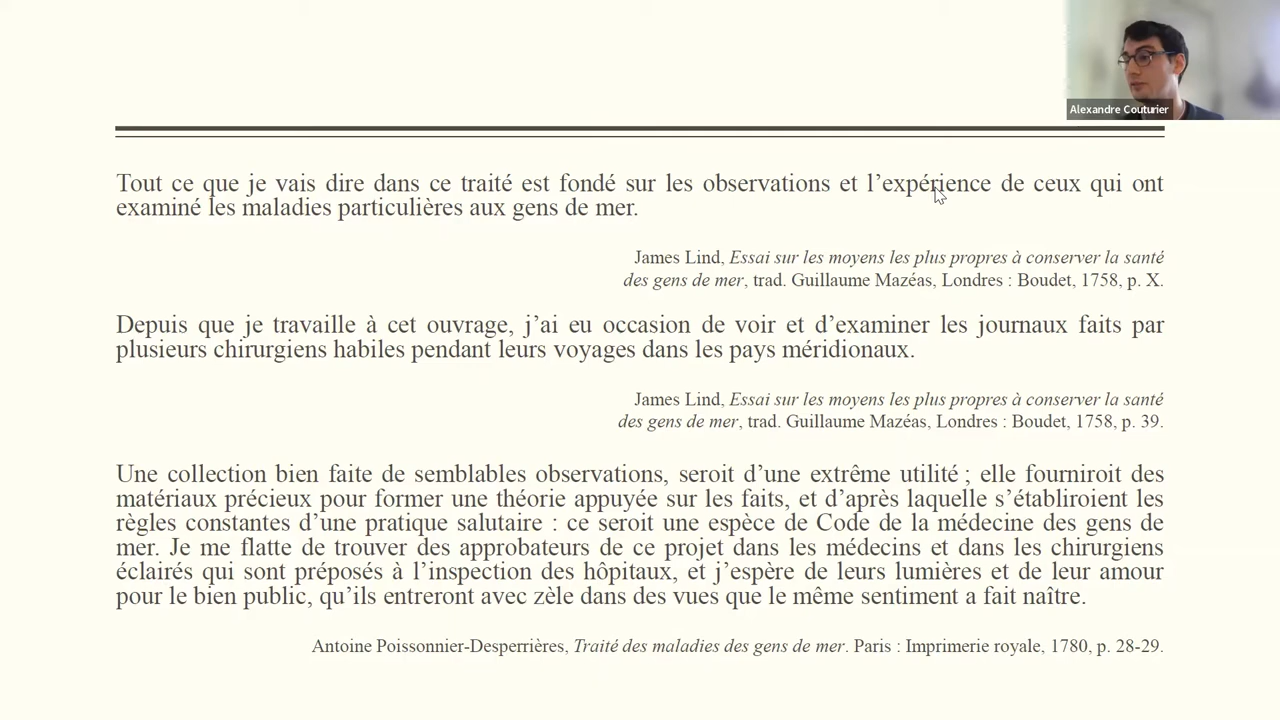 Alexandre Couturier
Tout ce que je vais dire dans ce traité est fondé sur les observations et l’expérience de ceux qui ont
examiné les maladies particulières aux gens de mer.
James Lind, Essai sur les moyens les plus propres à conserver la santé
des gens de mer, trad. Guillaume Mazéas, Londres : Boudet, 1758, p. X.
Depuis que je travaille à cet ouvrage, j’ai eu occasion de voir et d’examiner les journaux faits par
plusieurs chirurgiens habiles pendant leurs voyages dans les pays méridionaux.
James Lind, Essai sur les moyens les plus propres à conserver la santé
des gens de mer, trad. Guillaume Mazéas, Londres : Boudet, 1758, p. 39.
Une collection bien faite de semblables observations, seroit d’une extrême utilité ; elle fourniroit des
matériaux précieux pour former une théorie appuyée sur les faits, et d’après laquelle s’établiroient les
règles constantes d’une pratique salutaire : ce seroit une espèce de Code de la médecine des gens de
mer. Je me flatte de trouver des approbateurs de ce projet dans les médecins et dans les chirurgiens
éclairés qui sont préposés à l’inspection des hôpitaux, et j’espère de leurs lumières et de leur amour
pour le bien public, qu’ils entreront avec zèle dans des vues que le même sentiment a fait naître.
Antoine Poissonnier-Desperrières, Traité des maladies des gens de mer. Paris : Imprimerie royale, 1780, p. 28-29.